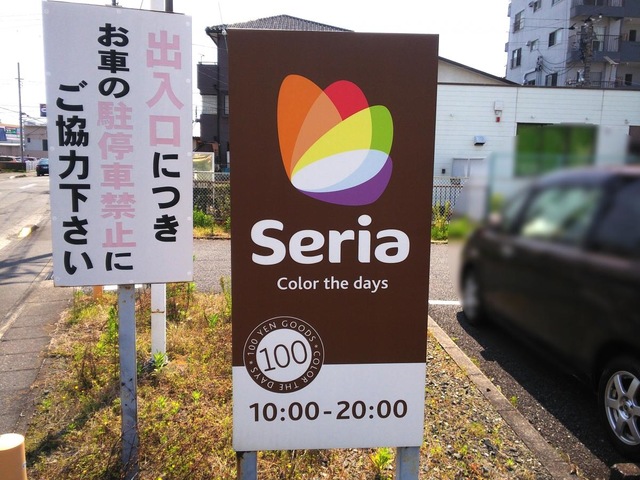 出入口につき
お車の駐停車禁止に
ご協力下さい
Seria
Color the days
100 YEN GOODS • COLOR THE DAYS •
100
10:00-20:00